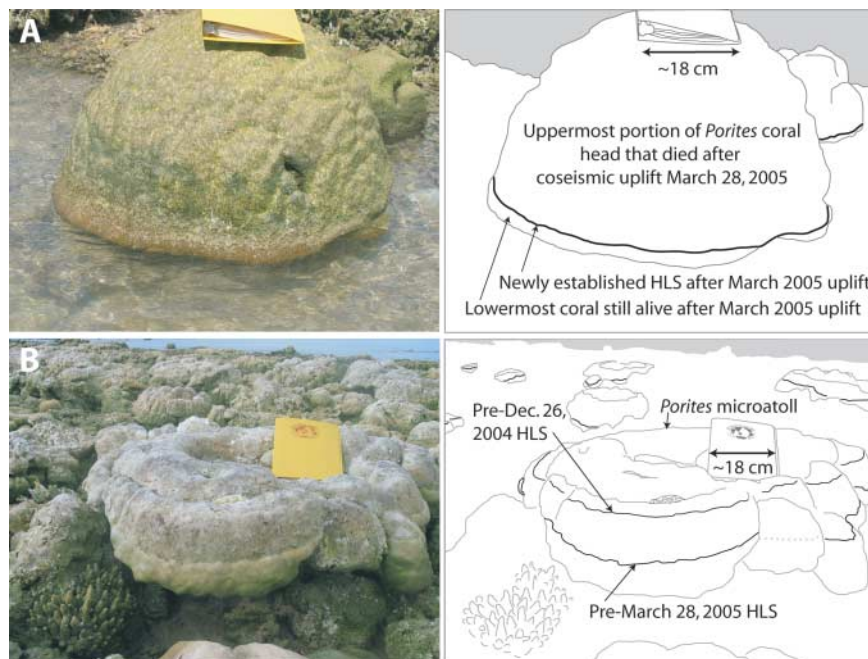 A
~18 cm
Uppermost portion of Porites coral
head that died after
coseismic uplift March 28, 2005
Newly established HLS after March 2005 uplift
Lowermost coral still alive after March 2005 uplift
B
Pre-Dec. 26,
2004 HLS
Porites microatoll
~18 cm
Pre-March 28, 2005 HLS